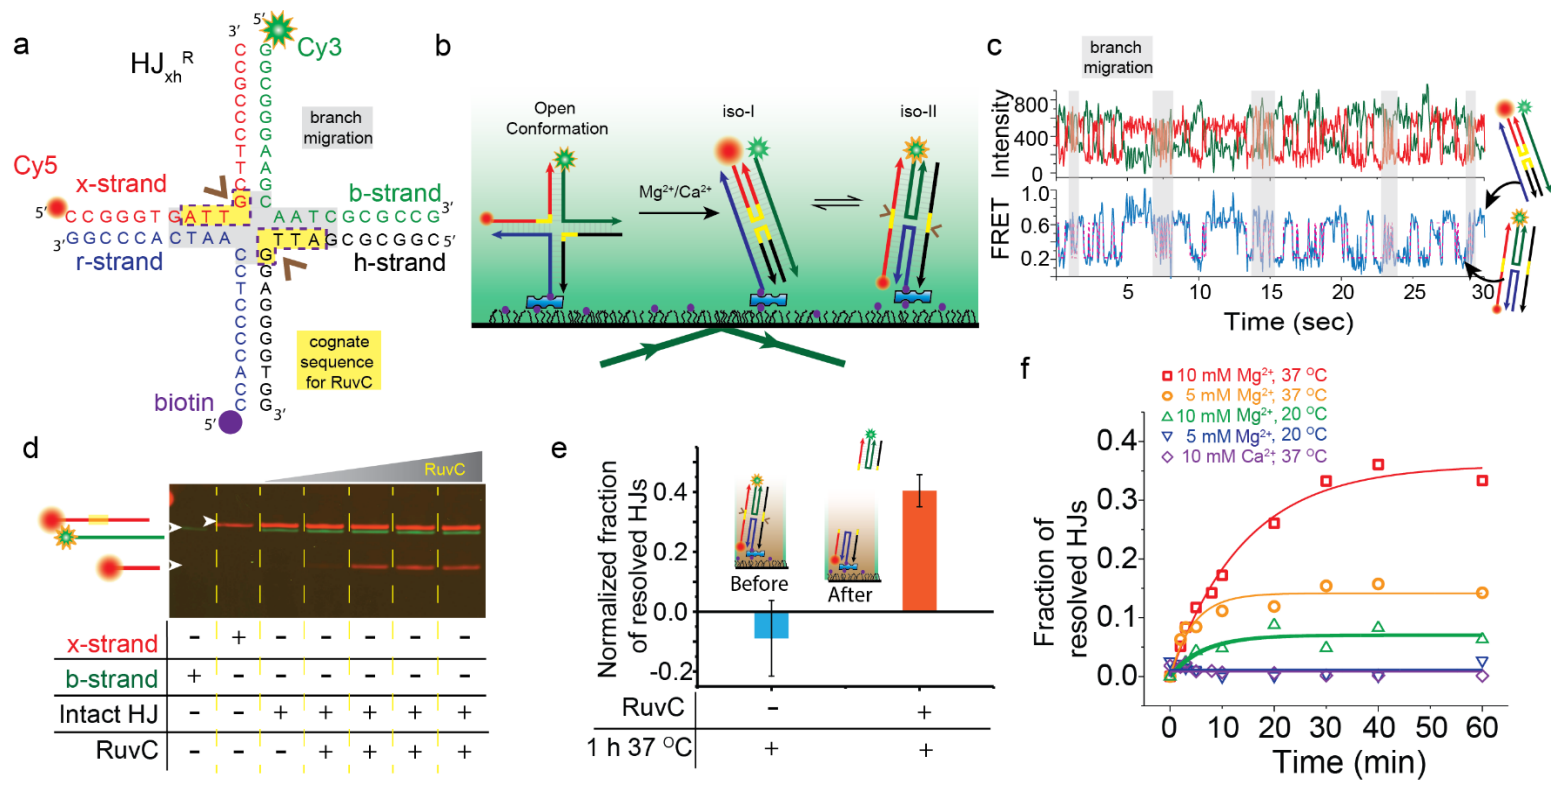 a
HJxhR
3′
5′
Cy3
C C G C C C T T C G
G G C G G G A A G C
branch
migration
Cy5
x-strand
b-strand
5′ CCGGGTGATT
AATCGCGCCG 3′
3′ GGCCCACTAA
TTAGCGCGGC 5′
r-strand
h-strand
C C T C C C C A C C
G G A G G G G T G G
cognate
sequence
for RuvC
biotin
5′
3′
b
Open
Conformation
iso-I
iso-II
Mg2+/Ca2+
c
branch
migration
Intensity
800
400
0
FRET
1.0
0.6
0.2
5 10 15 20 25 30
Time (sec)
d
RuvC
x-strand - + - - - - -
b-strand + - - - - - -
Intact HJ - - + + + + +
RuvC - - - + + + +
e
Normalized fraction
of resolved HJs
0.4
0.2
0.0
-0.2
Before
After
RuvC - +
1 h 37 OC + +
f
10 mM Mg2+, 37 OC
5 mM Mg2+, 37 OC
10 mM Mg2+, 20 OC
5 mM Mg2+, 20 OC
10 mM Ca2+, 37 OC
Fraction of
resolved HJs
0.4
0.3
0.2
0.1
0.0
0 10 20 30 40 60
Time (min)